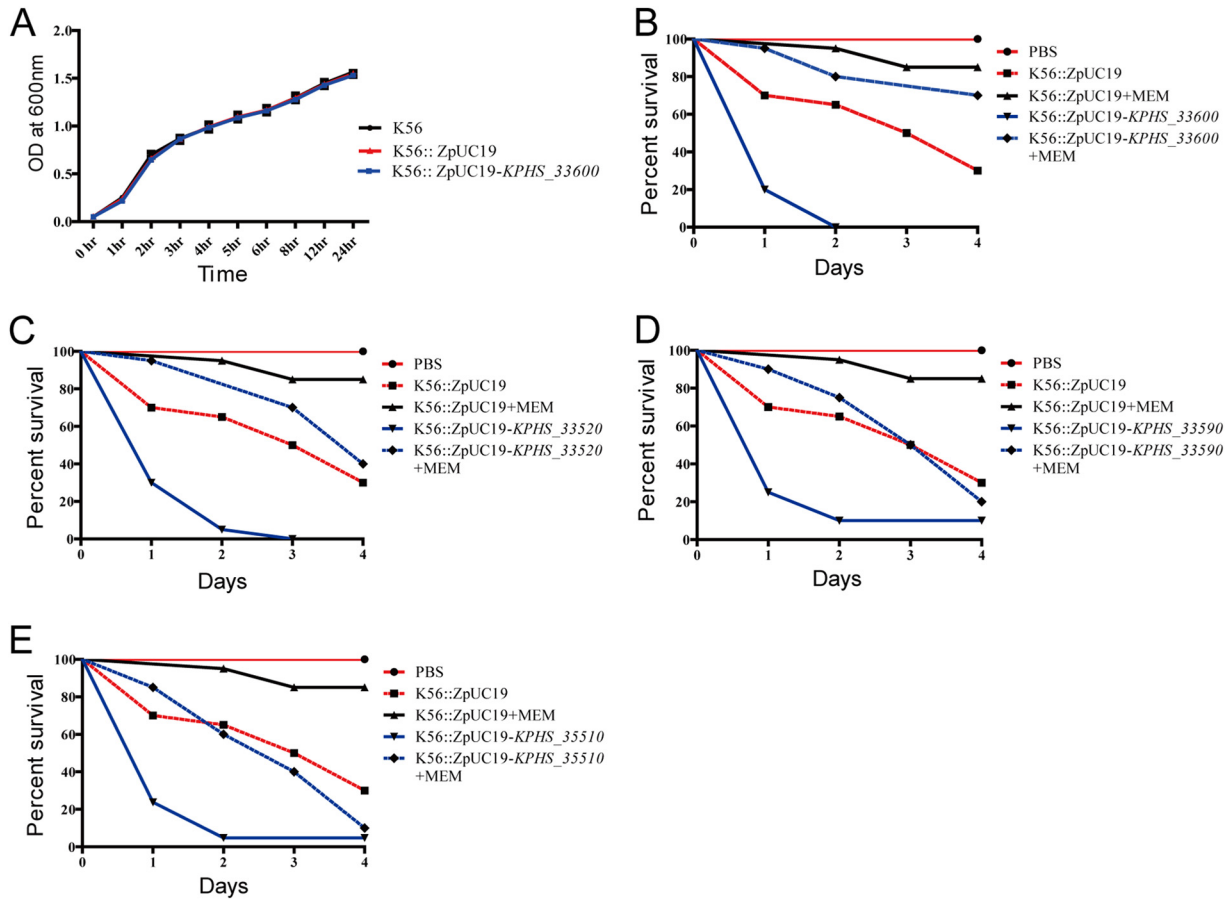 A
OD at 600nm
2.0
1.5
1.0
0.5
0.0
0 hr
1hr
2hr
3hr
4hr
5hr
6hr
8hr
12hr
24hr
Time
K56
K56:: ZpUC19
K56:: ZpUC19-KPHS_33600
B
Percent survival
100
80
60
40
20
0
0 1 2 3 4
Days
PBS
K56::ZpUC19
K56::ZpUC19+MEM
K56::ZpUC19-KPHS_33600
K56::ZpUC19-KPHS_33600
+MEM
C
Percent survival
100
80
60
40
20
0
0 1 2 3 4
Days
PBS
K56::ZpUC19
K56::ZpUC19+MEM
K56::ZpUC19-KPHS_33520
K56::ZpUC19-KPHS_33520
+MEM
D
Percent survival
100
80
60
40
20
0
0 1 2 3 4
Days
PBS
K56::ZpUC19
K56::ZpUC19+MEM
K56::ZpUC19-KPHS_33590
K56::ZpUC19-KPHS_33590
+MEM
E
Percent survival
100
80
60
40
20
0
0 1 2 3 4
Days
PBS
K56::ZpUC19
K56::ZpUC19+MEM
K56::ZpUC19-KPHS_35510
K56::ZpUC19-KPHS_35510
+MEM